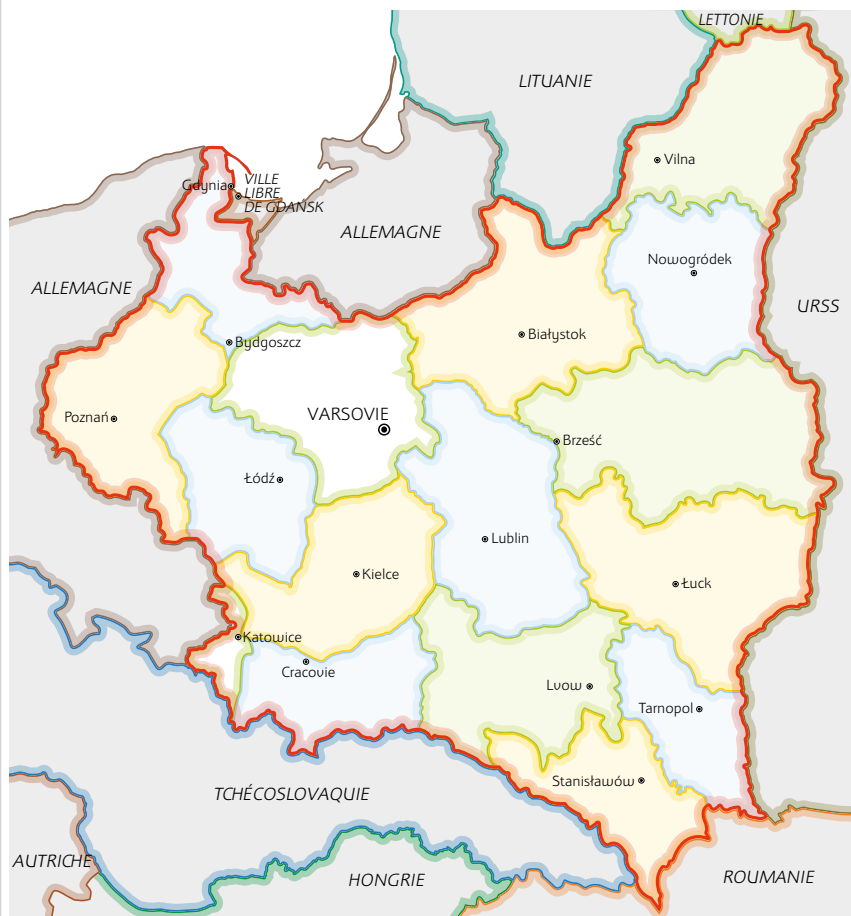 LETTONIE
LITUANIE
Vilna
Gdynia
VILLE
LIBRE
DE GDAŃSK
ALLEMAGNE
Nowogródek
ALLEMAGNE
URSS
Białystok
Bydgoszcz
VARSOVIE
Poznań
Brześć
Łódź
Lublin
Kielce
Łuck
Katowice
Cracovie
Lvow
Tarnopol
Stanisławów
TCHÉCOSLOVAQUIE
AUTRICHE
HONGRIE
ROUMANIE